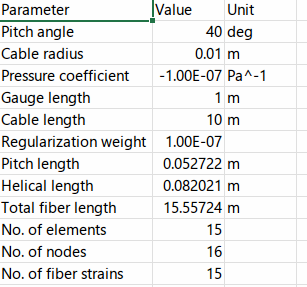 Parameter Value Unit
Pitch angle 40 deg
Cable radius 0.01 m
Pressure coefficient -1.00E-07 Pa^-1
Gauge length 1 m
Cable length 10 m
Regularization weight 1.00E-07
Pitch length 0.052722 m
Helical length 0.082021 m
Total fiber length 15.55724 m
No. of elements 15
No. of nodes 16
No. of fiber strains 15